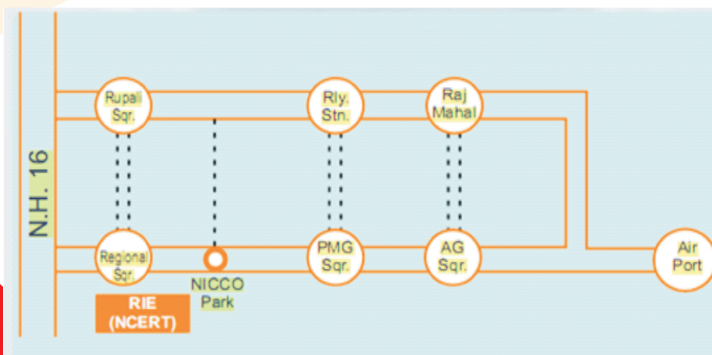 N.H. 16
Rupali
Sqr.
Rly.
Stn.
Raj
Mahal
Regional
Sqr.
NICCO
Park
PMG
Sqr.
AG
Sqr.
Air
Port
RIE
(NCERT)